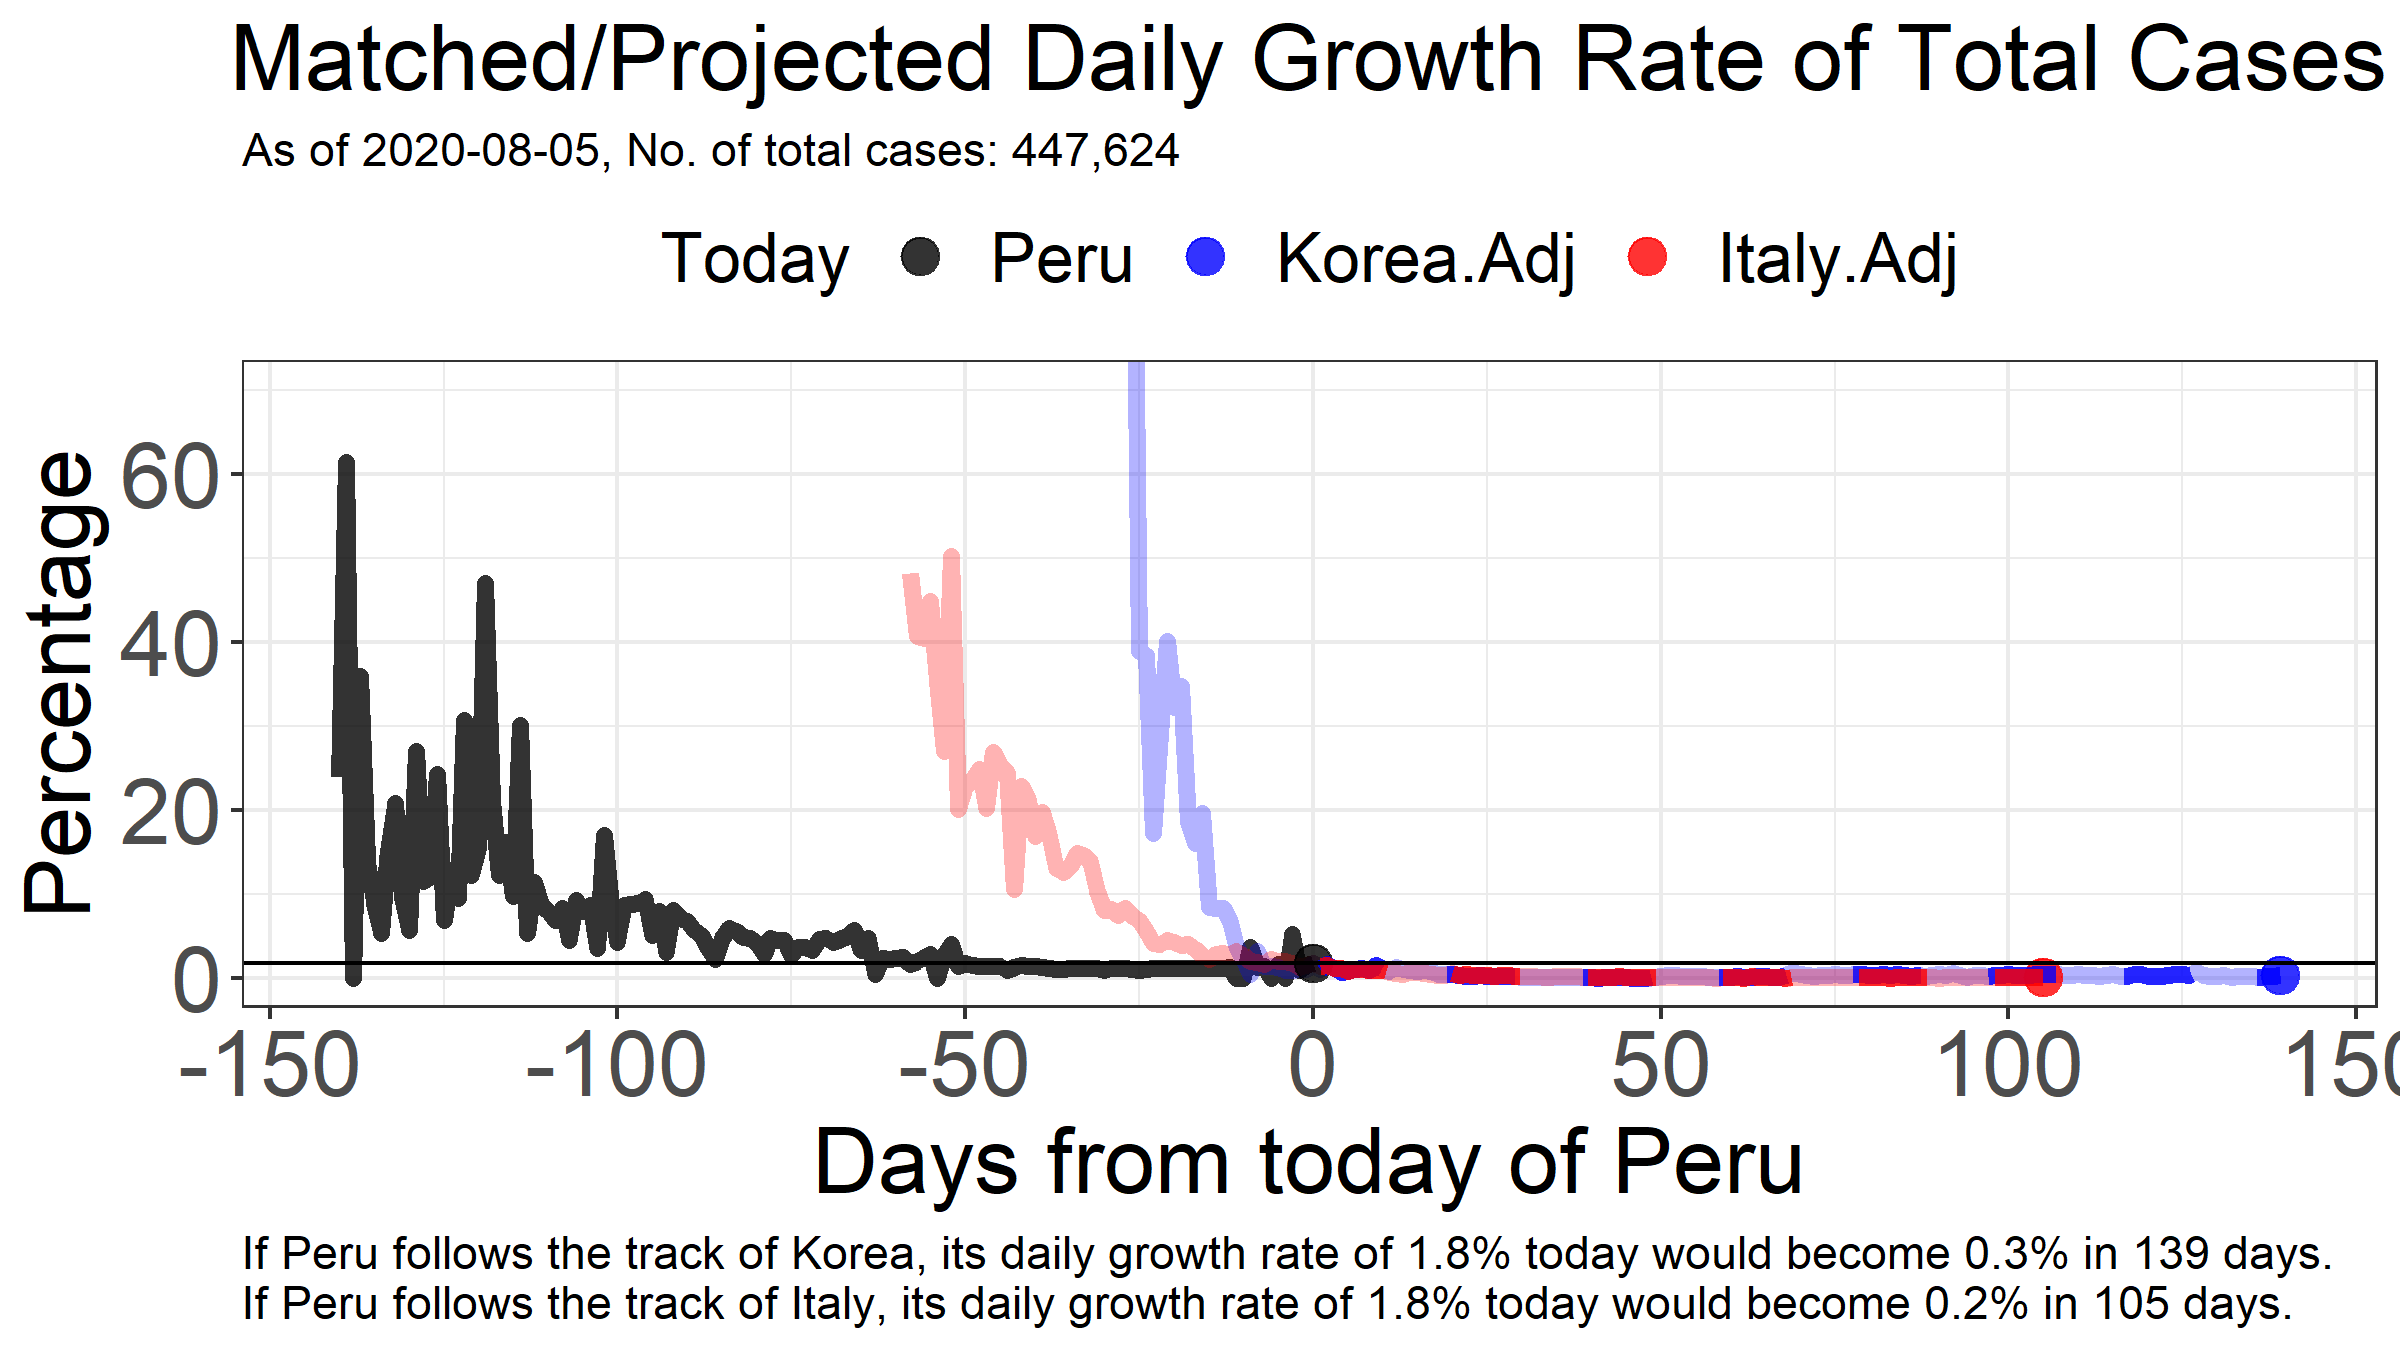 Matched/Projected Daily Growth Rate of Total Cases
As of 2020-08-05, No. of total cases: 447,624
Today Peru Korea.Adj Italy.Adj
Percentage
60
40
20
0
-150 -100 -50 0 50 100 150
Days from today of Peru
If Peru follows the track of Korea, its daily growth rate of 1.8% today would become 0.3% in 139 days.
If Peru follows the track of Italy, its daily growth rate of 1.8% today would become 0.2% in 105 days.